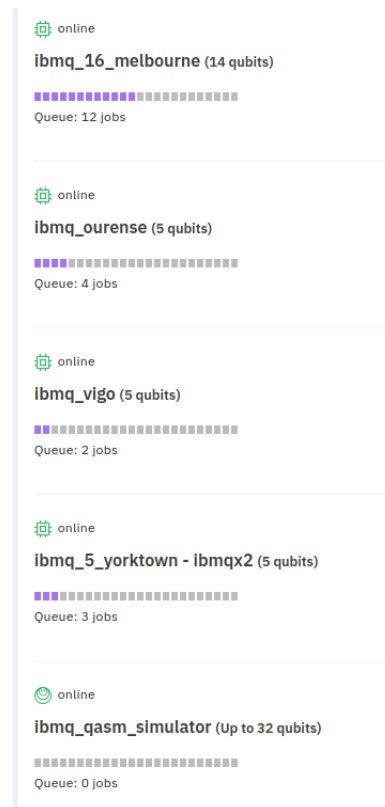 online
ibmq_16_melbourne (14 qubits)
Queue: 12 jobs
online
ibmq_ourense (5 qubits)
Queue: 4 jobs
online
ibmq_vigo (5 qubits)
Queue: 2 jobs
online
ibmq_5_yorktown - ibmqx2 (5 qubits)
Queue: 3 jobs
online
ibmq_qasm_simulator (Up to 32 qubits)
Queue: 0 jobs